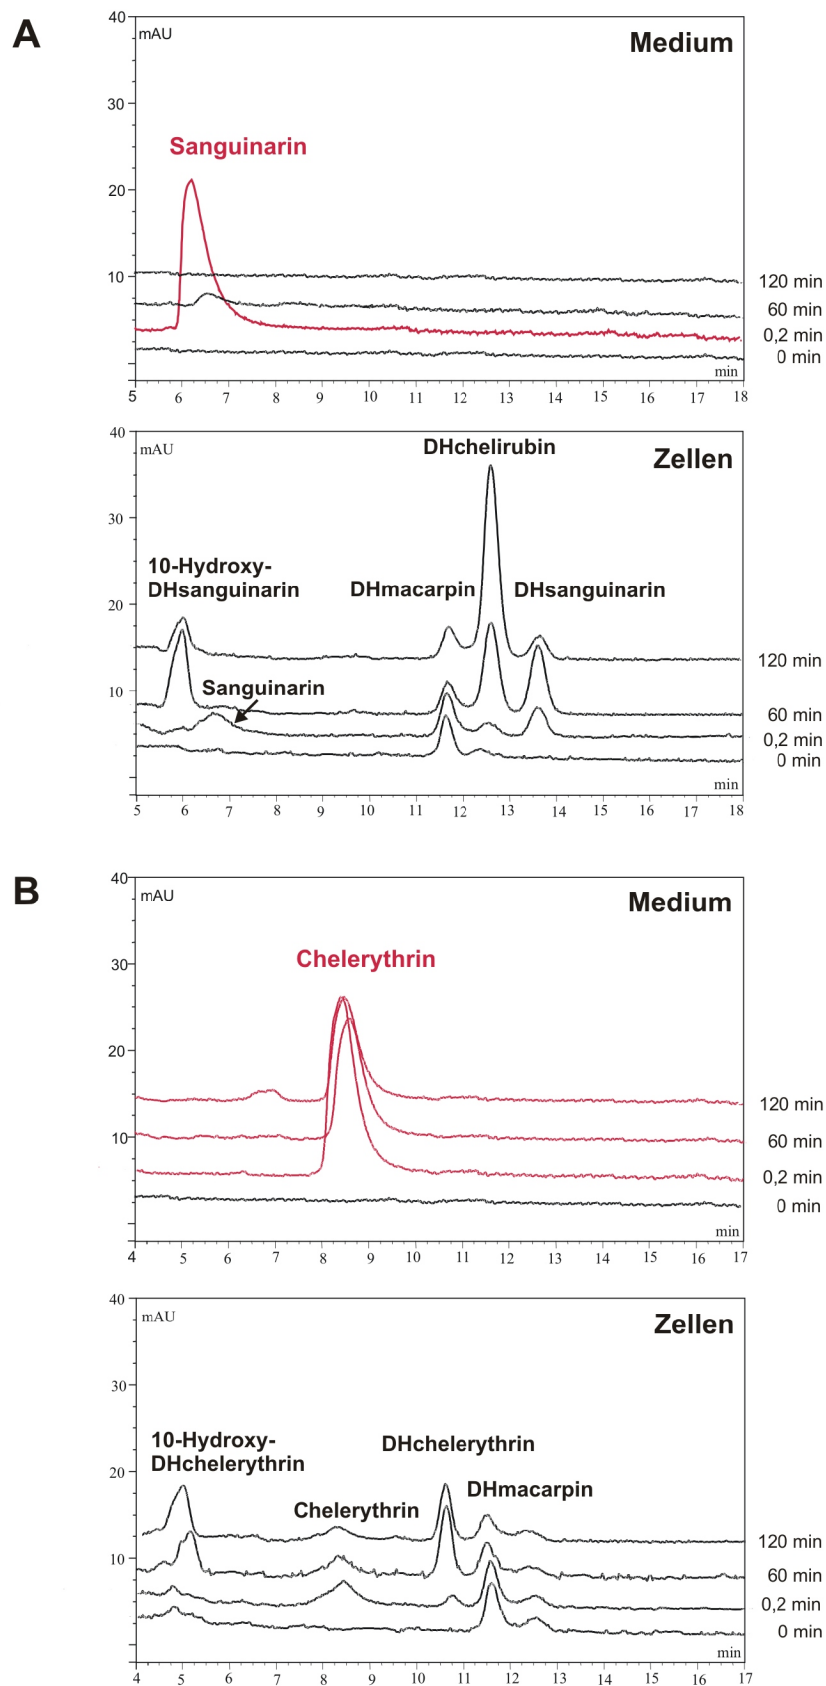 A
mAU
Medium
40
30
20
10
Sanguinarin
120 min
60 min
0,2 min
0 min
min
5 6 7 8 9 10 11 12 13 14 15 16 17 18
40
30
20
10
mAU
DHchelirubin
Zellen
10-Hydroxy-
DHsanguinarin
DHmacarpin
DHsanguinarin
Sanguinarin
120 min
60 min
0,2 min
0 min
min
5 6 7 8 9 10 11 12 13 14 15 16 17 18
B
40
30
20
10
mAU
Medium
Chelerythrin
120 min
60 min
0,2 min
0 min
min
4 5 6 7 8 9 10 11 12 13 14 15 16 17
40
30
20
10
mAU
Zellen
10-Hydroxy-
DHchelerythrin
DHchelerythrin
Chelerythrin
DHmacarpin
120 min
60 min
0,2 min
0 min
min
4 5 6 7 8 9 10 11 12 13 14 15 16 17